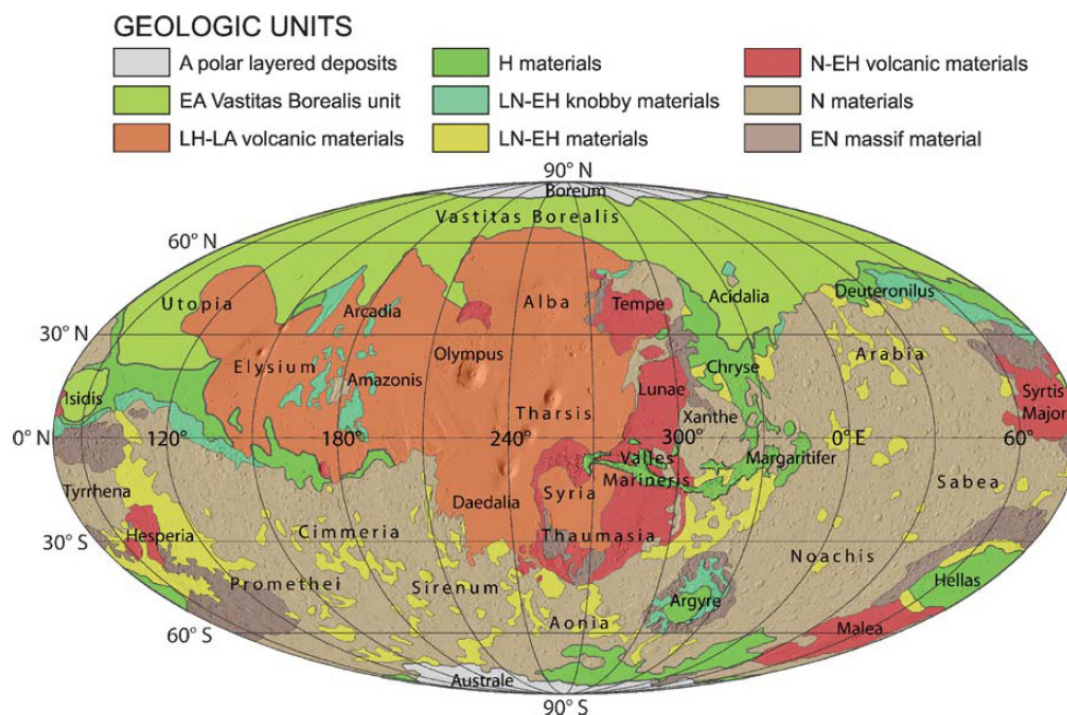 GEOLOGIC UNITS
A polar layered deposits
EA Vastitas Borealis unit
LH-LA volcanic materials
H materials
LN-EH knobby materials
LN-EH materials
N-EH volcanic materials
N materials
EN massif material
90° N
Boreum
Vastitas Borealis
60° N
Utopia
Arcadia
Alba
Tempe
Acidalia
Deuteronilus
30° N
Elysium
Olympus
Amazonis
Lunae
Chryse
Arabia
Isidis
Tharsis
Xanthe
Syrtis
Major
0° N
120°
180°
240°
300°
0° E
60°
Valles
Marineris
Margaritifer
Tyrrhena
Daedalia
Syria
Sabea
Hesperia
Cimmeria
Thaumasia
30° S
Noachis
Promethei
Sirenum
Argyre
Hellas
Aonia
Malea
60° S
Australe
90° S